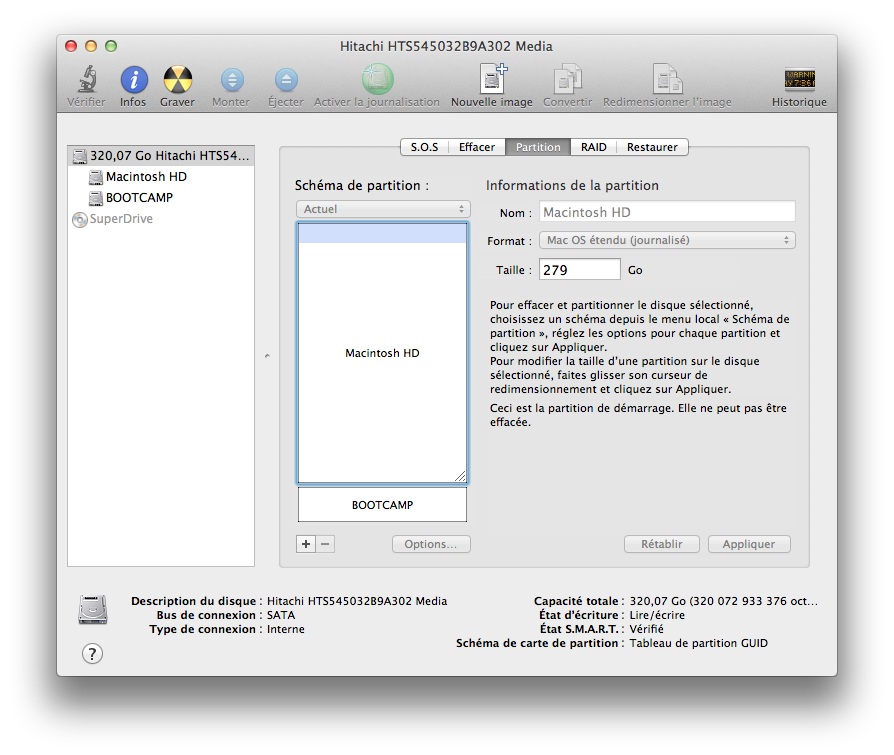 Hitachi HTS545032B9A302 Media
Vérifier Infos Graver Monter Éjecter Activer la journalisation Nouvelle image Convertir Redimensionner l'image Historique
320,07 Go Hitachi HTS54...
Macintosh HD
BOOTCAMP
SuperDrive
S.O.S Effacer Partition RAID Restaurer
Schéma de partition :
Actuel
Macintosh HD
BOOTCAMP
+ − Options...
Informations de la partition
Nom : Macintosh HD
Format : Mac OS étendu (journalisé)
Taille : 279 Go
Pour effacer et partitionner le disque sélectionné,
choisissez un schéma depuis le menu local « Schéma de
partition », réglez les options pour chaque partition et
cliquez sur Appliquer.
Pour modifier la taille d'une partition sur le disque
sélectionné, faites glisser son curseur de
redimensionnement et cliquez sur Appliquer.
Ceci est la partition de démarrage. Elle ne peut pas être
effacée.
Rétablir Appliquer
Description du disque : Hitachi HTS545032B9A302 Media
Bus de connexion : SATA
Type de connexion : Interne
Capacité totale : 320,07 Go (320 072 933 376 oct...
État d'écriture : Lire/écrire
État S.M.A.R.T. : Vérifié
Schéma de carte de partition : Tableau de partition GUID
?